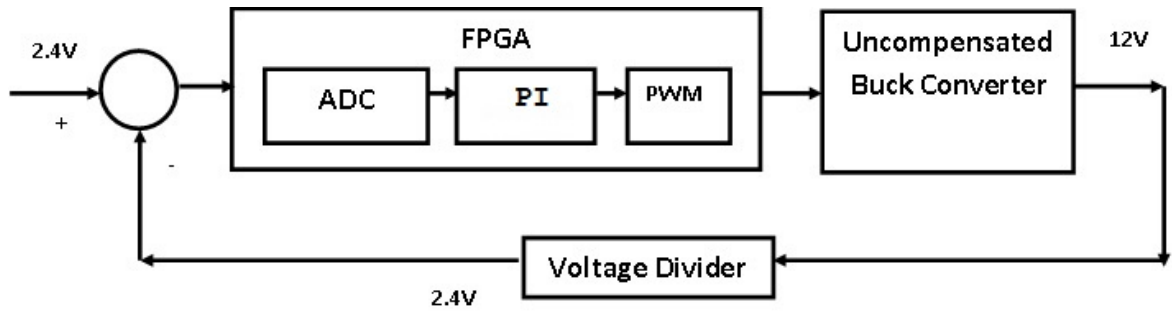 2.4V
+
-
FPGA
ADC
PI
PWM
Uncompensated
Buck Converter
12V
Voltage Divider
2.4V